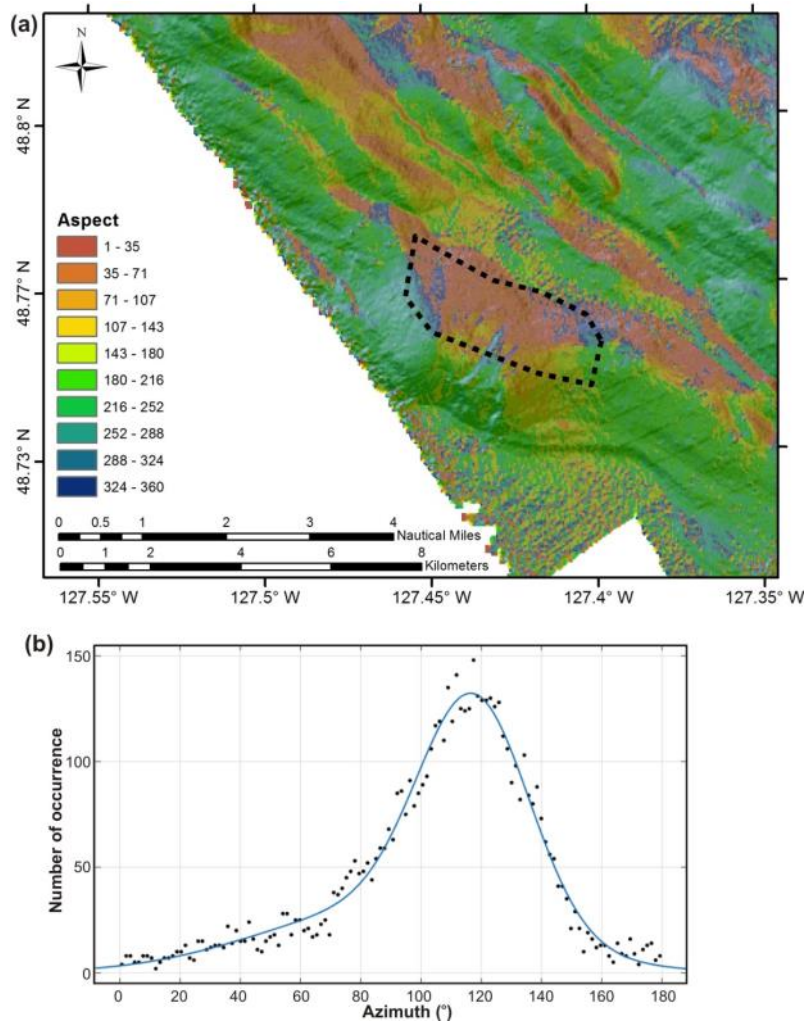 (a)
N
48.8° N
48.77° N
48.73° N
Aspect
1 - 35
35 - 71
71 - 107
107 - 143
143 - 180
180 - 216
216 - 252
252 - 288
288 - 324
324 - 360
0 0.5 1 2 3 4
Nautical Miles
0 1 2 4 6 8
Kilometers
127.55° W 127.5° W 127.45° W 127.4° W 127.35° W
(b)
150
100
50
0
Number of occurrence
0 20 40 60 80 100 120 140 160 180
Azimuth (°)